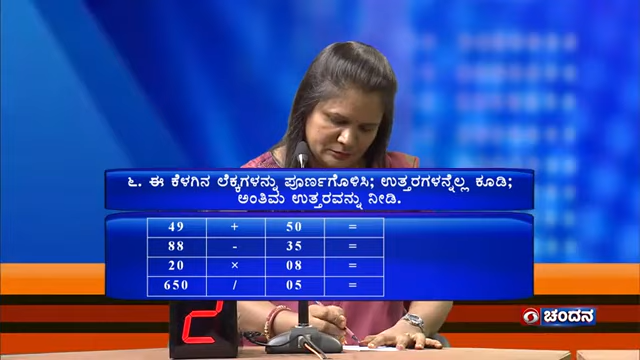 ೬. ಈ ಕೆಳಗಿನ ಲೆಕ್ಕಗಳನ್ನು ಪೂರ್ಣಗೊಳಿಸಿ; ಉತ್ತರಗಳನ್ನೆಲ್ಲ ಕೂಡಿ;
ಅಂತಿಮ ಉತ್ತರವನ್ನು ನೀಡಿ.
49 + 50 =
88 - 35 =
20 × 08 =
650 / 05 =
2
ಚಂದನ